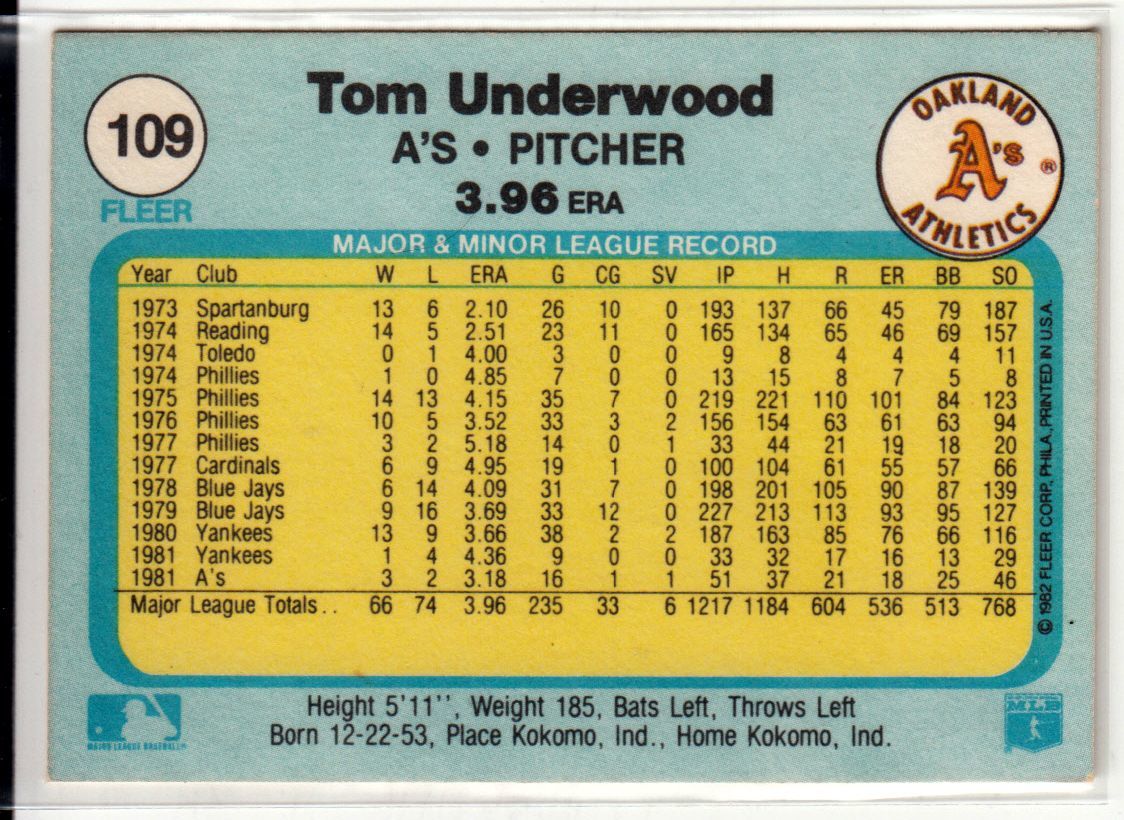 109
FLEER
Tom Underwood
A'S • PITCHER
3.96 ERA
OAKLAND
A's
®
ATHLETICS
MAJOR & MINOR LEAGUE RECORD
Year Club W L ERA G CG SV IP H R ER BB SO
1973 Spartanburg 13 6 2.10 26 10 0 193 137 66 45 79 187
1974 Reading 14 5 2.51 23 11 0 165 134 65 46 69 157
1974 Toledo 0 1 4.00 3 0 0 9 8 4 4 4 11
1974 Phillies 1 0 4.85 7 0 0 13 15 8 7 5 8
1975 Phillies 14 13 4.15 35 7 0 219 221 110 101 84 123
1976 Phillies 10 5 3.52 33 3 2 156 154 63 61 63 94
1977 Phillies 3 2 5.18 14 0 1 33 44 21 19 18 20
1977 Cardinals 6 9 4.95 19 1 0 100 104 61 55 57 66
1978 Blue Jays 6 14 4.09 31 7 0 198 201 105 90 87 139
1979 Blue Jays 9 16 3.69 33 12 0 227 213 113 93 95 127
1980 Yankees 13 9 3.66 38 2 2 187 163 85 76 66 116
1981 Yankees 1 4 4.36 9 0 0 33 32 17 16 13 29
1981 A's 3 2 3.18 16 1 1 51 37 21 18 25 46
Major League Totals . . 66 74 3.96 235 33 6 1217 1184 604 536 513 768
© 1982 FLEER CORP., PHILA., PRINTED IN U.S.A.
Height 5'11'', Weight 185, Bats Left, Throws Left
Born 12-22-53, Place Kokomo, Ind., Home Kokomo, Ind.
MAJOR LEAGUE BASEBALL®
MLB